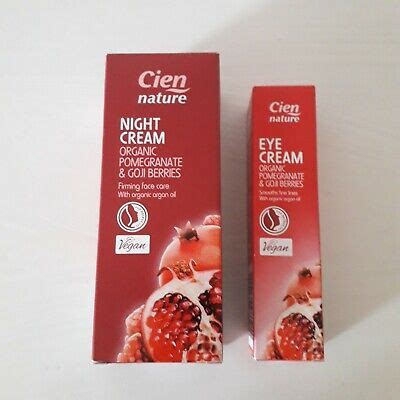 Cien
nature
NIGHT
CREAM
ORGANIC
POMEGRANATE
& GOJI BERRIES
Firming face care
With organic argan oil
Vegan
Cien
nature
EYE
CREAM
ORGANIC
POMEGRANATE
& GOJI BERRIES
Smooths fine lines
With organic argan oil
Vegan